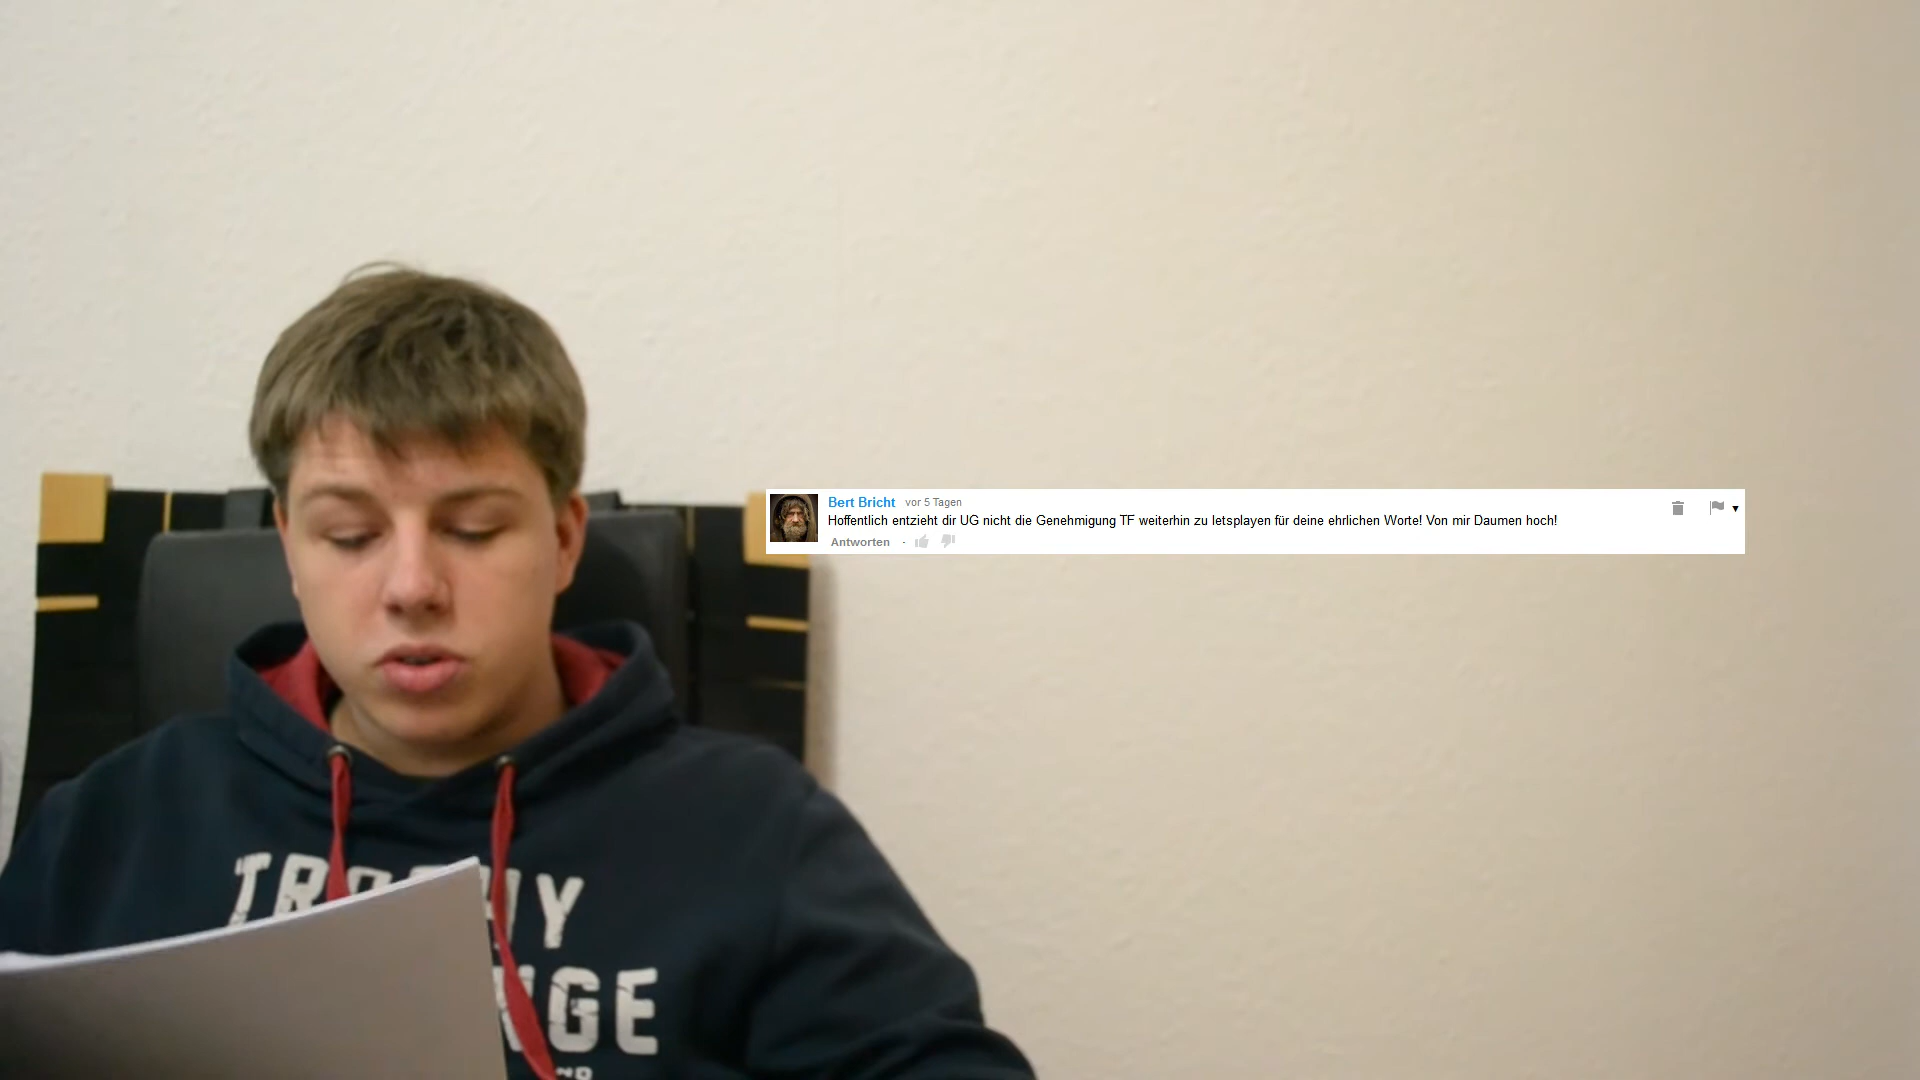 Bert Bricht vor 5 Tagen
Hoffentlich entzieht dir UG nicht die Genehmigung TF weiterhin zu letsplayen für deine ehrlichen Worte! Von mir Daumen hoch!
Antworten ·